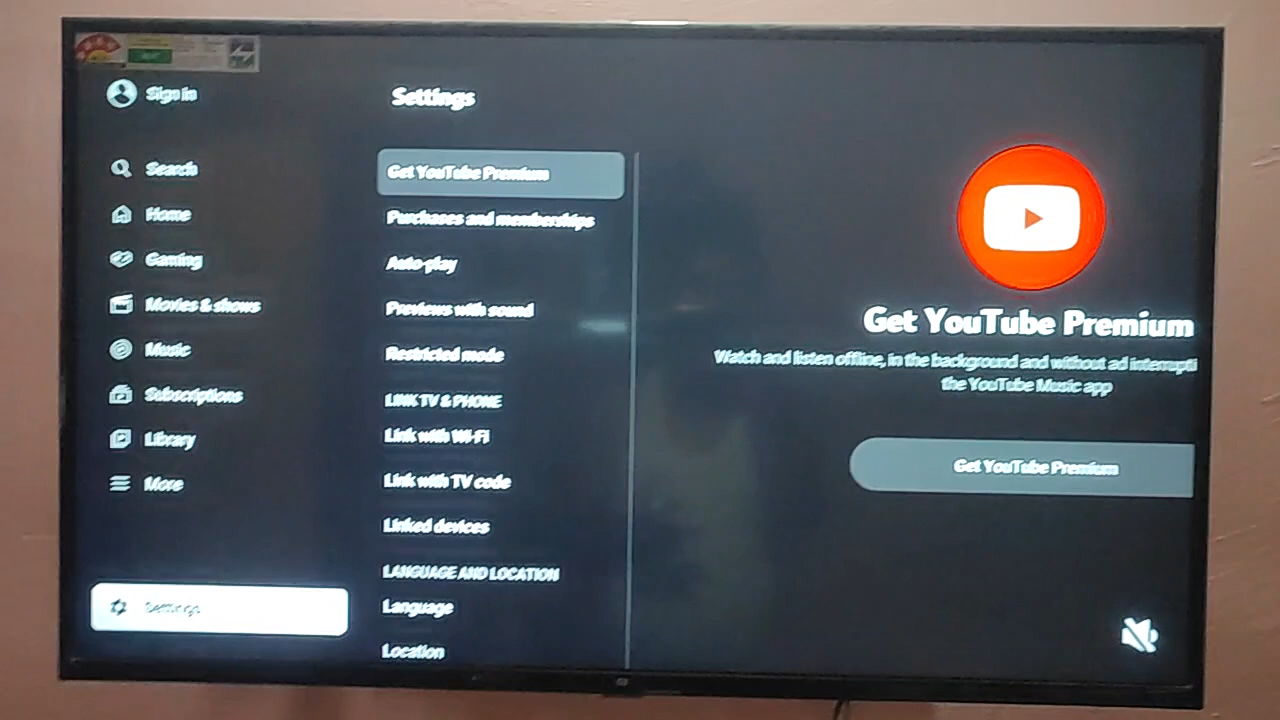 Sign in
Search
Home
Gaming
Movies & shows
Music
Subscriptions
Library
More
Settings
Settings
Get YouTube Premium
Purchases and memberships
Auto-play
Previews with sound
Restricted mode
LINK TV & PHONE
Link with Wi-Fi
Link with TV code
Linked devices
LANGUAGE AND LOCATION
Language
Location
Get YouTube Premium
Watch and listen offline, in the background and without ad interrupti
the YouTube Music app
Get YouTube Premium